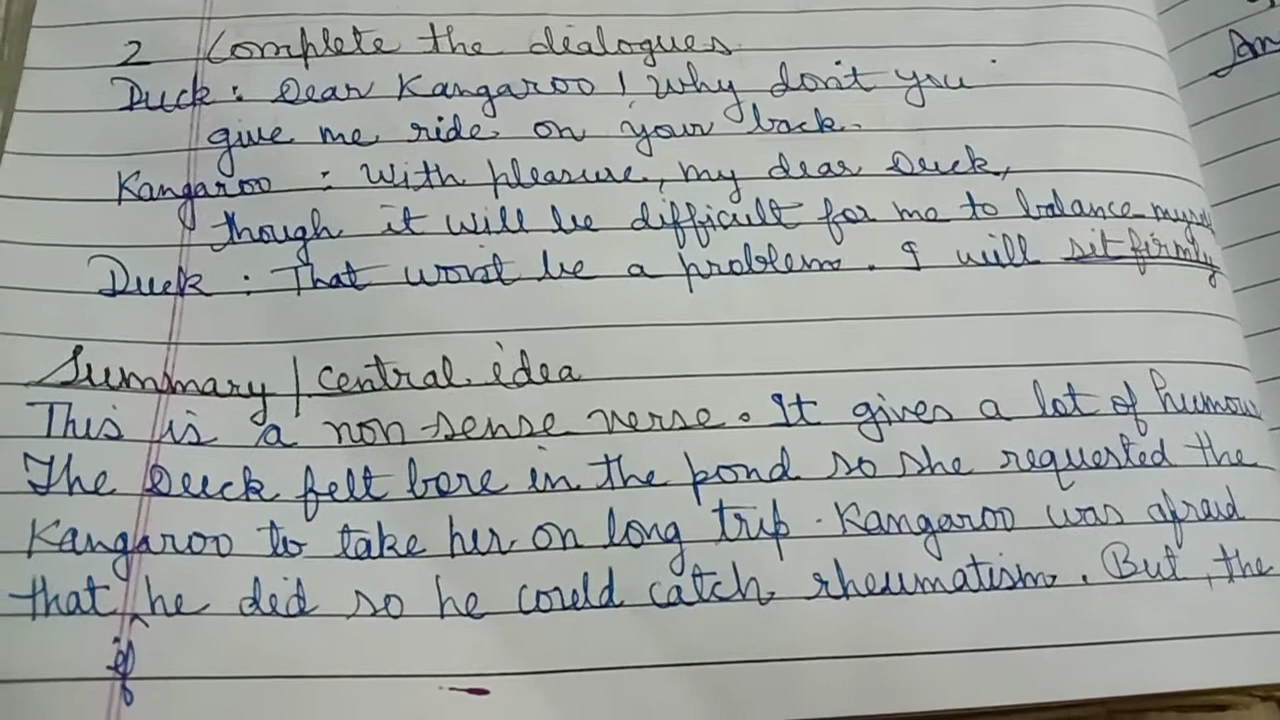 2 Complete the dialogues.
Duck : Dear Kangaroo ! Why don't you
give me ride on your back.
Kangaroo : With pleasure, my dear Duck,
though it will be difficult for me to balance
Duck : That won't be a problem. I will sit firmly
Summary | central idea
This is a non-sense verse. It gives a lot of humour
The Duck felt bore in the pond so she requested the
Kangaroo to take her on long trip. Kangaroo was afraid
that he did so he could catch rheumatism. But, the
if